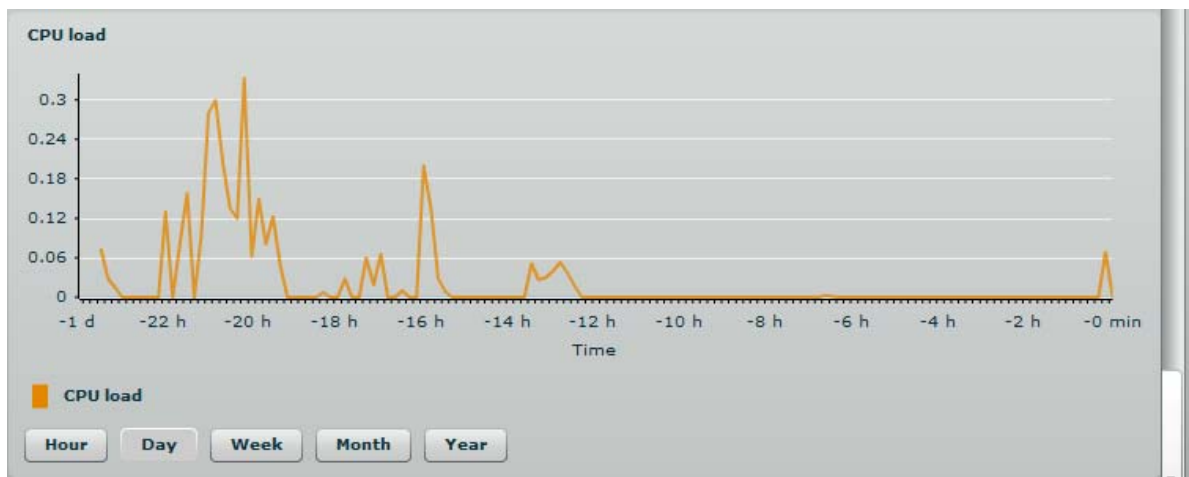 CPU load
0.3
0.24
0.18
0.12
0.06
0
-1 d -22 h -20 h -18 h -16 h -14 h -12 h -10 h -8 h -6 h -4 h -2 h -0 min
Time
CPU load
Hour Day Week Month Year